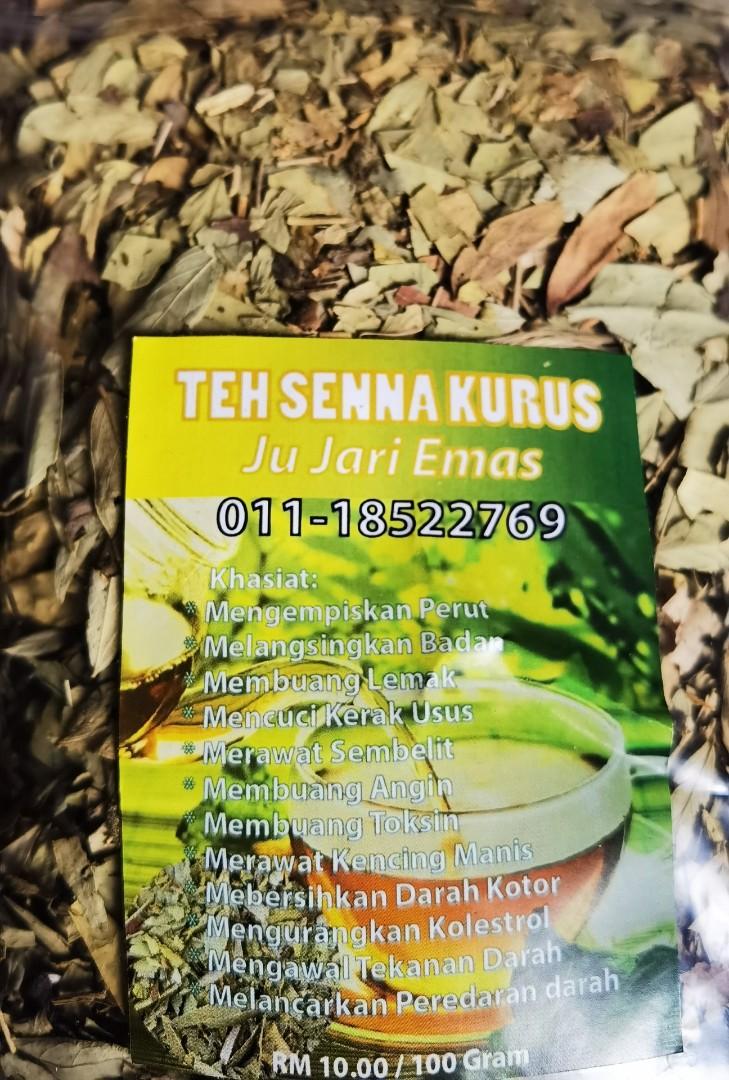 TEH SENNA KURUS
Ju Jari Emas
011-18522769
Khasiat:
* Mengempiskan Perut
* Melangsingkan Badan
* Membuang Lemak
* Mencuci Kerak Usus
* Merawat Sembelit
* Membuang Angin
* Membuang Toksin
* Merawat Kencing Manis
* Mebersihkan Darah Kotor
* Mengurangkan Kolestrol
* Mengawal Tekanan Darah
* Melancarkan Peredaran darah
RM 10.00 / 100 Gram